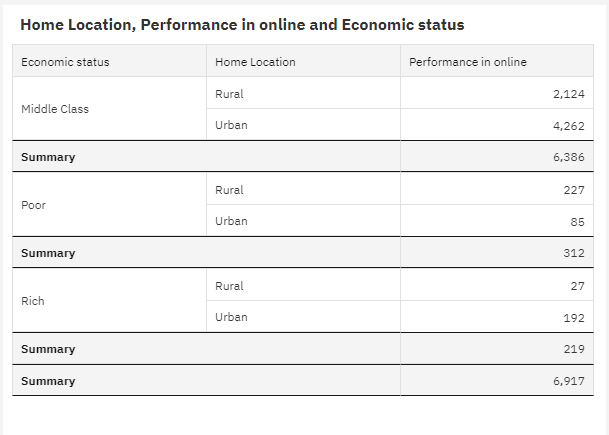 Home Location, Performance in online and Economic status
Economic status Home Location Performance in online
Middle Class Rural 2,124
Urban 4,262
Summary 6,386
Poor Rural 227
Urban 85
Summary 312
Rich Rural 27
Urban 192
Summary 219
Summary 6,917